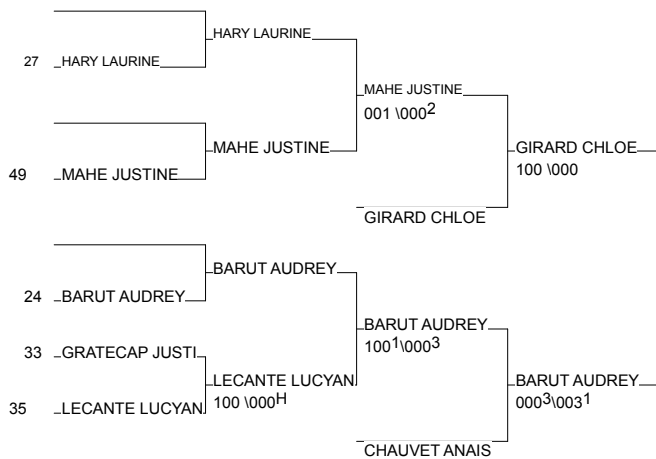 HARY LAURINE
27 HARY LAURINE
MAHE JUSTINE
001 \000²
MAHE JUSTINE
GIRARD CHLOE
100 \000
49 MAHE JUSTINE
GIRARD CHLOE
BARUT AUDREY
24 BARUT AUDREY
BARUT AUDREY
100¹\000³
33 GRATECAP JUSTI
LECANTE LUCYAN
100 \000ᴴ
BARUT AUDREY
000³\003¹
35 LECANTE LUCYAN
CHAUVET ANAIS